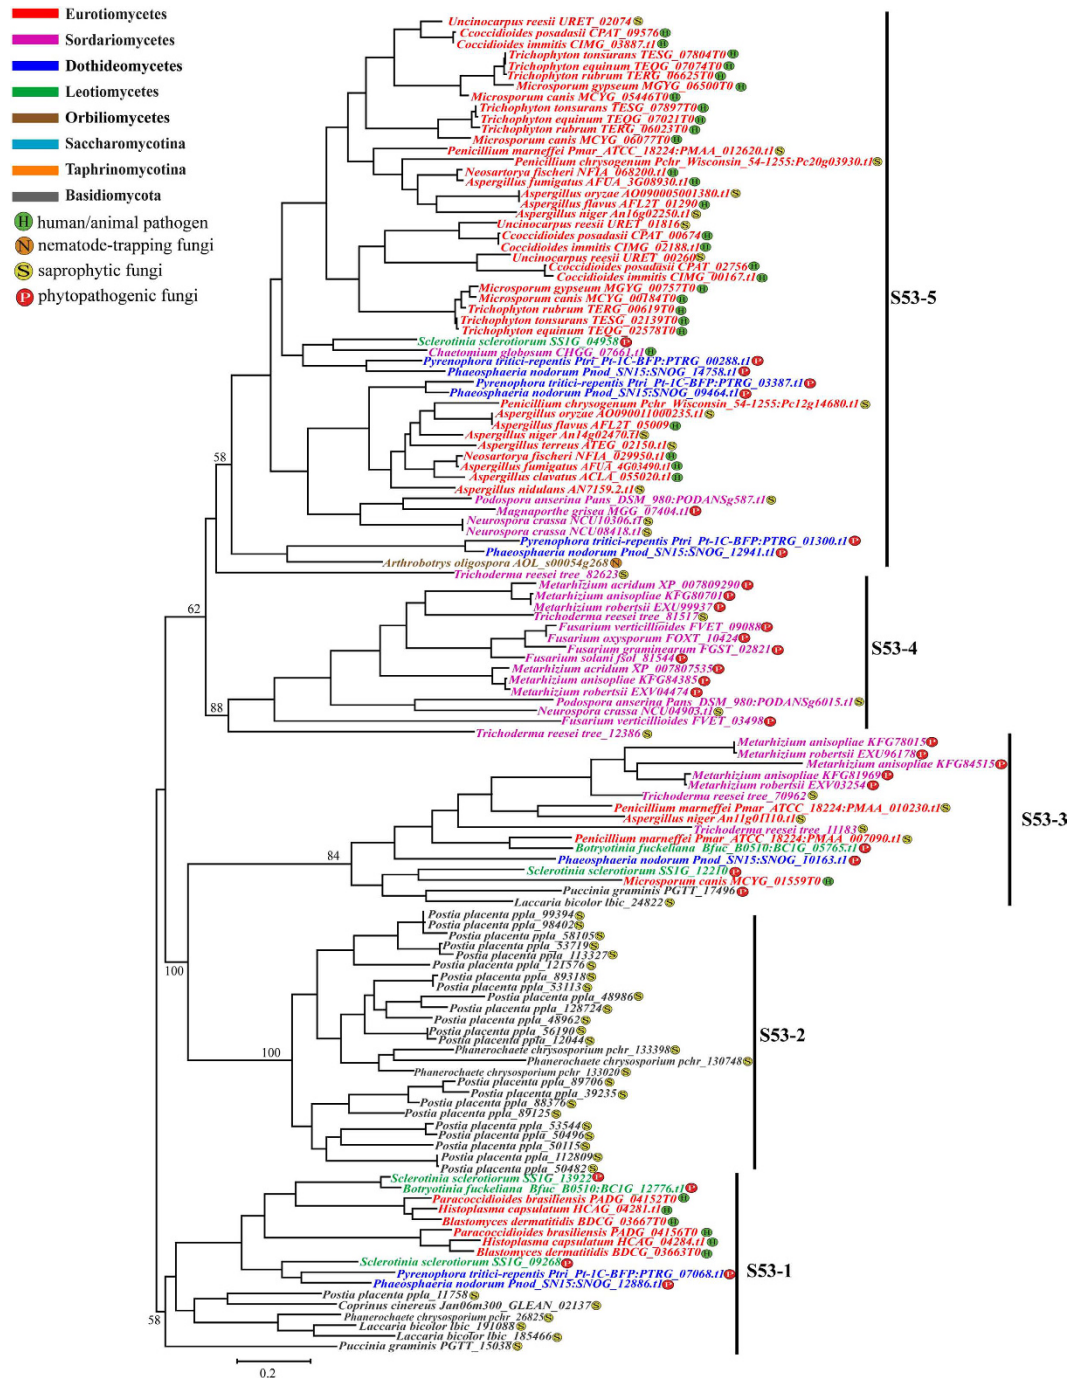 Eurotiomycetes
Sordariomycetes
Dothideomycetes
Leotiomycetes
Orbiliomycetes
Saccharomycotina
Taphrinomycotina
Basidiomycota
H human/animal pathogen
N nematode-trapping fungi
S saprophytic fungi
P phytopathogenic fungi
Uncinocarpus reesii URET_02074 S
Ccoccidioides posadasii CPAT_09576 H
Coccidioides immitis CIMG_03887.t1 H
Trichophyton tonsurans TESG_07804T0 H
Trichophyton equinum TEQG_07074T0 H
Trichophyton rubrum TERG_06625T0 H
Microsporum gypseum MGYG_06500T0 H
Microsporum canis MCYG_05446T0 H
Trichophyton tonsurans TESG_07897T0 H
Trichophyton equinum TEQG_07021T0 H
Trichophyton rubrum TERG_06023T0 H
Microsporum canis MCYG_06077T0 H
Penicillium marneffei Pmar_ATCC_18224:PMAA_012620.t1 S
Penicillium chrysogenum Pchr_Wisconsin_54-1255:Pc20g03930.t1 S
Neosartorya fischeri NFIA_068200.t1 H
Aspergillus fumigatus AFUA_3G08930.t1 H
Aspergillus oryzae AO090005001380.t1 S
Aspergillus flavus AFL2T_01290 H
Aspergillus niger An16g02250.t1 S
Uncinocarpus reesii URET_01816 S
Ccoccidioides posadasii CPAT_00674 H
Coccidioides immitis CIMG_02188.t1 H
Uncinocarpus reesii URET_00260 S
Ccoccidioides posadasii CPAT_02756 H
Coccidioides immitis CIMG_00167.t1 H
Microsporum gypseum MGYG_00757T0 H
Microsporum canis MCYG_00184T0 H
Trichophyton rubrum TERG_00619T0 H
Trichophyton tonsurans TESG_02139T0 H
Trichophyton equinum TEQG_02578T0 H
Sclerotinia sclerotiorum SS1G_04958 P
Chaetomium globosum CHGG_07661.t1 H
Pyrenophora tritici-repentis Ptri_Pt-1C-BFP:PTRG_00288.t1 P
Phaeosphaeria nodorum Pnod_SN15:SNOG_14758.t1 P
Pyrenophora tritici-repentis Ptri_Pt-1C-BFP:PTRG_03387.t1 P
Phaeosphaeria nodorum Pnod_SN15:SNOG_09464.t1 P
Penicillium chrysogenum Pchr_Wisconsin_54-1255:Pc12g14680.t1 S
Aspergillus oryzae AO090011000235.t1 S
Aspergillus flavus AFL2T_05009 H
Aspergillus niger An14g02470.t1 S
Aspergillus terreus ATEG_02150.t1 S
Neosartorya fischeri NFIA_029950.t1 H
Aspergillus fumigatus AFUA_4G03490.t1 H
Aspergillus clavatus ACLA_055020.t1 H
Aspergillus nidulans AN7159.2.t1 S
Podospora anserina Pans_DSM_980:PODANSg587.t1 S
Magnaporthe grisea MGG_07404.t1 P
Neurospora crassa NCU10306.t1 S
Neurospora crassa NCU08418.t1 S
Pyrenophora tritici-repentis Ptri_Pt-1C-BFP:PTRG_01300.t1 P
Phaeosphaeria nodorum Pnod_SN15:SNOG_12941.t1 P
Arthrobotrys oligospora AOL_s00054g268 N
Trichoderma reesei tree_82623 S
S53-5
58
62
Metarhizium acridum XP_007809290 P
Metarhizium anisopliae KFG80701 P
Metarhizium robertsii EXU99937 P
Trichoderma reesei tree_81517 S
Fusarium verticillioides FVET_09088 P
Fusarium oxysporum FOXT_10424 P
Fusarium graminearum FGST_02821 P
Fusarium solani fsol_81544 P
Metarhizium acridum XP_007807535 P
Metarhizium anisopliae KFG84385 P
Metarhizium robertsii EXV04474 P
Podospora anserina Pans_DSM_980:PODANSg6015.t1 S
Neurospora crassa NCU04903.t1 S
Fusarium verticillioides FVET_03498 P
Trichoderma reesei tree_12386 S
S53-4
88
Metarhizium anisopliae KFG78015 P
Metarhizium robertsii EXU96178 P
Metarhizium anisopliae KFG84515 P
Metarhizium anisopliae KFG81969 P
Metarhizium robertsii EXV03254 P
Trichoderma reesei tree_70962 S
Penicillium marneffei Pmar_ATCC_18224:PMAA_010230.t1 S
Aspergillus niger An11g01110.t1 S
Trichoderma reesei tree_11183 S
Penicillium marneffei Pmar_ATCC_18224:PMAA_007090.t1 S
Botryotinia fuckeliana_Bfuc_B0510:BC1G_05765.t1 P
Phaeosphaeria nodorum Pnod_SN15:SNOG_10163.t1 P
Sclerotinia sclerotiorum SS1G_12210 P
Microsporum canis MCYG_01559T0 H
Puccinia graminis PGTT_17496 P
Laccaria bicolor lbic_24822 S
S53-3
84
100
Postia placenta ppla_99394 S
Postia placenta ppla_98402 S
Postia placenta ppla_58105 S
Postia placenta ppla_53719 S
Postia placenta ppla_113327 S
Postia placenta ppla_121576 S
Postia placenta ppla_89318 S
Postia placenta ppla_53113 S
Postia placenta ppla_48986 S
Postia placenta ppla_128724 S
Postia placenta ppla_48962 S
Postia placenta ppla_56190 S
Postia placenta ppla_12044 S
Phanerochaete chrysosporium pchr_133398 S
Phanerochaete chrysosporium pchr_130748 S
Phanerochaete chrysosporium pchr_133020 S
Postia placenta ppla_89706 S
Postia placenta ppla_39235 S
Postia placenta ppla_88376 S
Postia placenta ppla_89125 S
Postia placenta ppla_53544 S
Postia placenta ppla_50496 S
Postia placenta ppla_50115 S
Postia placenta ppla_112809 S
Postia placenta ppla_50482 S
S53-2
100
Sclerotinia sclerotiorum SS1G_13922 P
Botryotinia fuckeliana_Bfuc_B0510:BC1G_12776.t1 P
Paracoccidioides brasiliensis PADG_04152T0 H
Histoplasma capsulatum HCAG_04281.t1 H
Blastomyces dermatitidis BDCG_03667T0 H
Paracoccidioides brasiliensis PADG_04156T0 H
Histoplasma capsulatum HCAG_04284.t1 H
Blastomyces dermatitidis BDCG_03663T0 H
Sclerotinia sclerotiorum SS1G_09268 P
Pyrenophora tritici-repentis Ptri_Pt-1C-BFP:PTRG_07068.t1 P
Phaeosphaeria nodorum Pnod_SN15:SNOG_12886.t1 P
Postia placenta ppla_11758 S
Coprinus cinereus Jan06m300_GLEAN_02137 S
Phanerochaete chrysosporium pchr_26825 S
Laccaria bicolor lbic_191088 S
Laccaria bicolor lbic_185466 S
Puccinia graminis PGTT_15038 S
S53-1
58
0.2